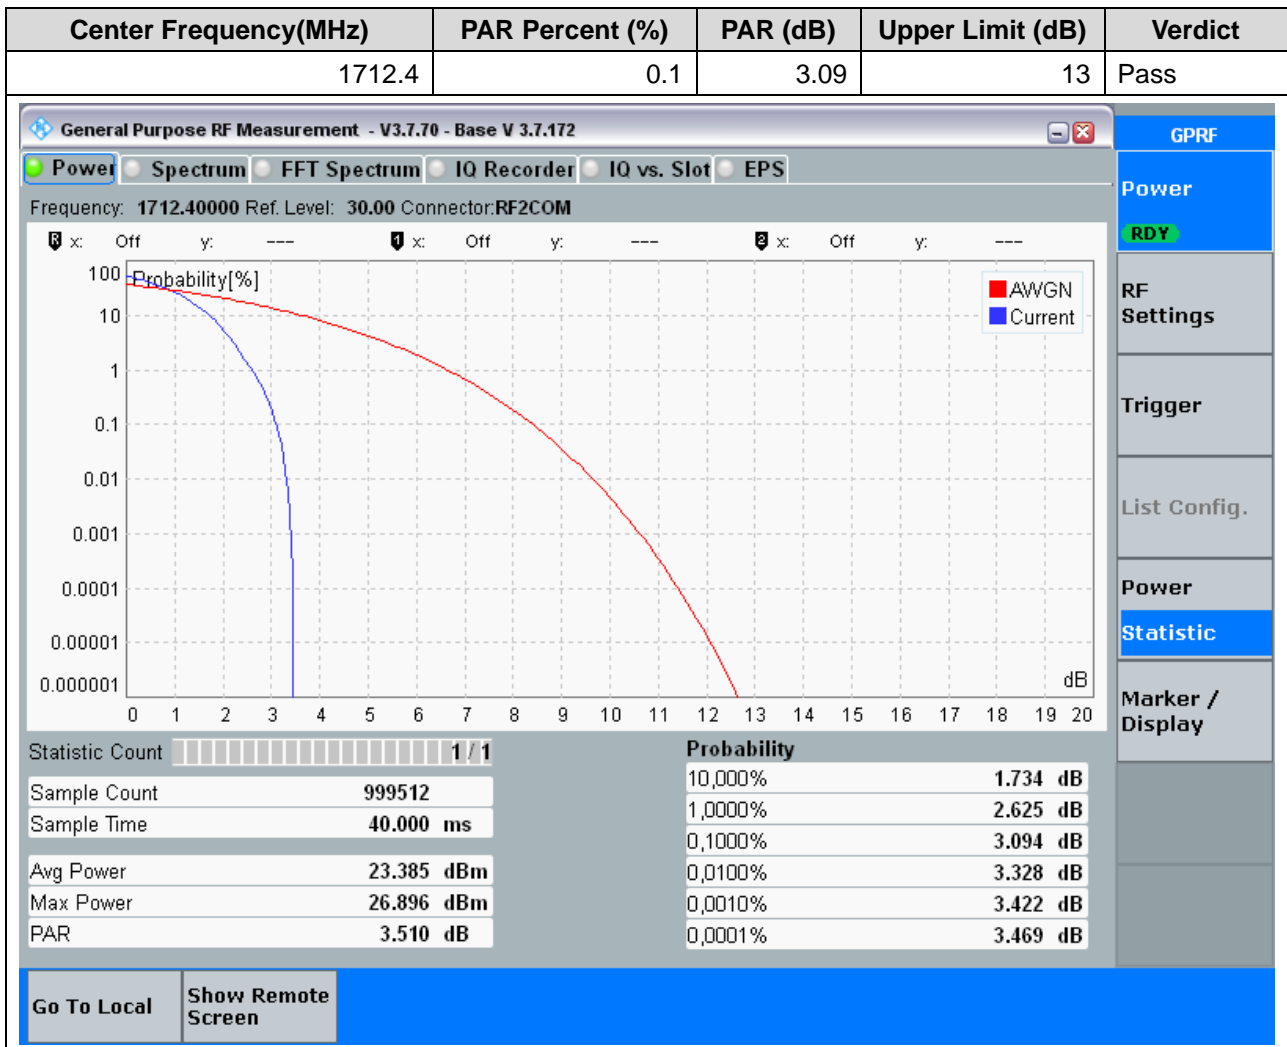 Center Frequency(MHz) PAR Percent (%) PAR (dB) Upper Limit (dB) Verdict
1712.4 0.1 3.09 13 Pass
General Purpose RF Measurement - V3.7.70 - Base V 3.7.172
GPRF
Power Spectrum FFT Spectrum IQ Recorder IQ vs. Slot EPS
Frequency: 1712.40000 Ref. Level: 30.00 Connector:RF2COM
R x: Off y: --- 1 x: Off y: --- 2 x: Off y: ---
Probability[%]
AWGN
Current
100
10
1
0.1
0.01
0.001
0.0001
0.00001
0.000001
dB
0 1 2 3 4 5 6 7 8 9 10 11 12 13 14 15 16 17 18 19 20
Statistic Count 1 / 1
Sample Count 999512
Sample Time 40.000 ms
Avg Power 23.385 dBm
Max Power 26.896 dBm
PAR 3.510 dB
Probability
10,000% 1.734 dB
1,0000% 2.625 dB
0,1000% 3.094 dB
0,0100% 3.328 dB
0,0010% 3.422 dB
0,0001% 3.469 dB
Power
RDY
RF
Settings
Trigger
List Config.
Power
Statistic
Marker /
Display
Go To Local
Show Remote
Screen